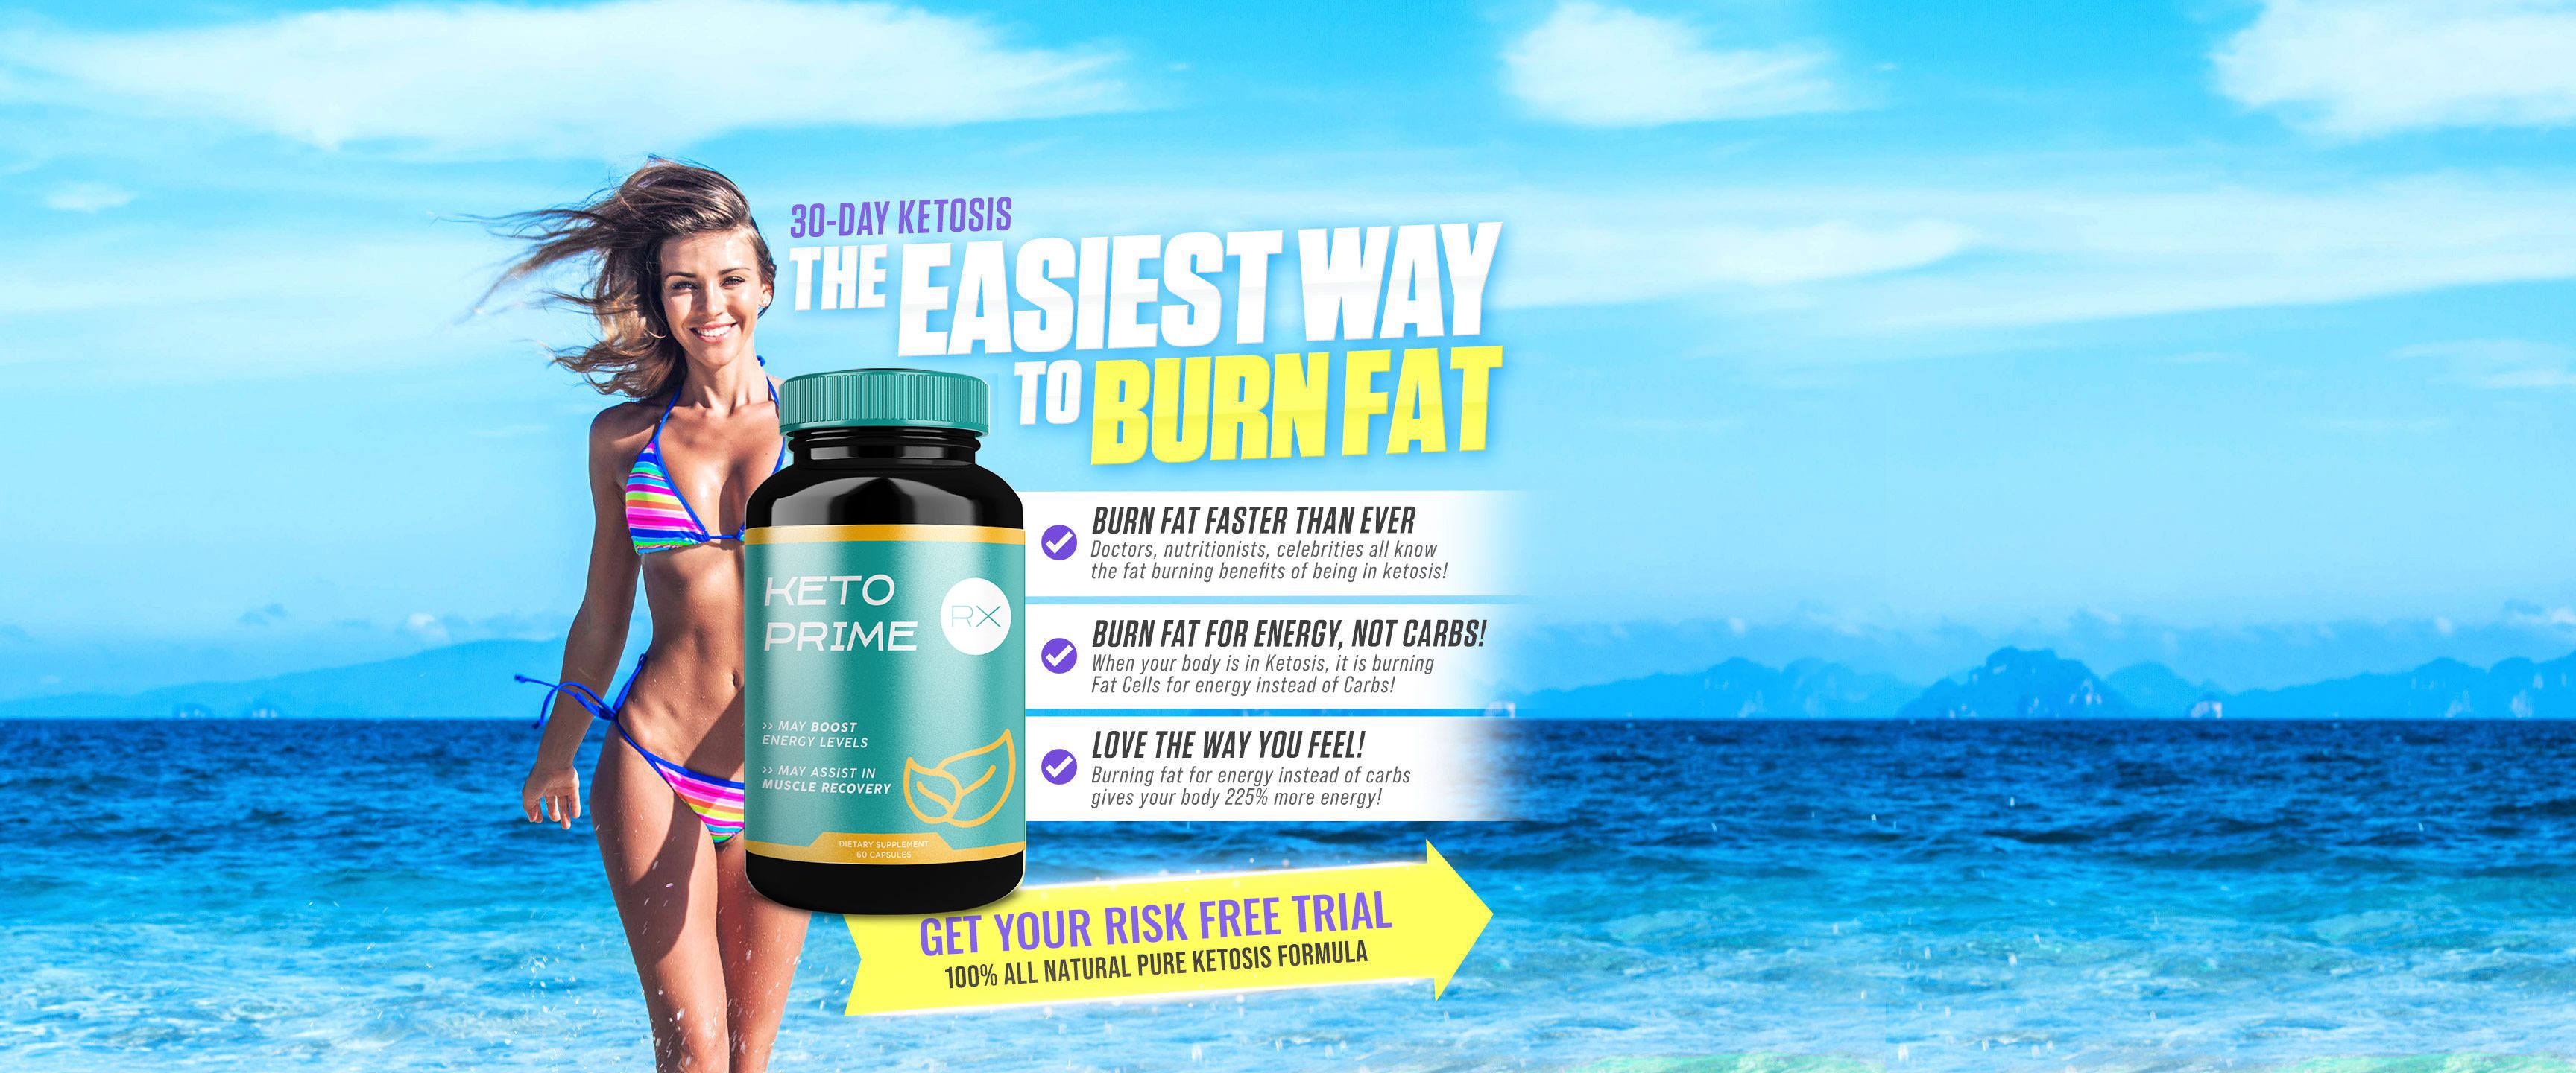 30-DAY KETOSIS
THE EASIEST WAY
TO BURN FAT
BURN FAT FASTER THAN EVER
Doctors, nutritionists, celebrities all know
the fat burning benefits of being in ketosis!
BURN FAT FOR ENERGY, NOT CARBS!
When your body is in Ketosis, it is burning
Fat Cells for energy instead of Carbs!
LOVE THE WAY YOU FEEL!
Burning fat for energy instead of carbs
gives your body 225% more energy!
KETO
PRIME
RX
>> MAY BOOST
ENERGY LEVELS
>> MAY ASSIST IN
MUSCLE RECOVERY
DIETARY SUPPLEMENT
60 CAPSULES
GET YOUR RISK FREE TRIAL
100% ALL NATURAL PURE KETOSIS FORMULA